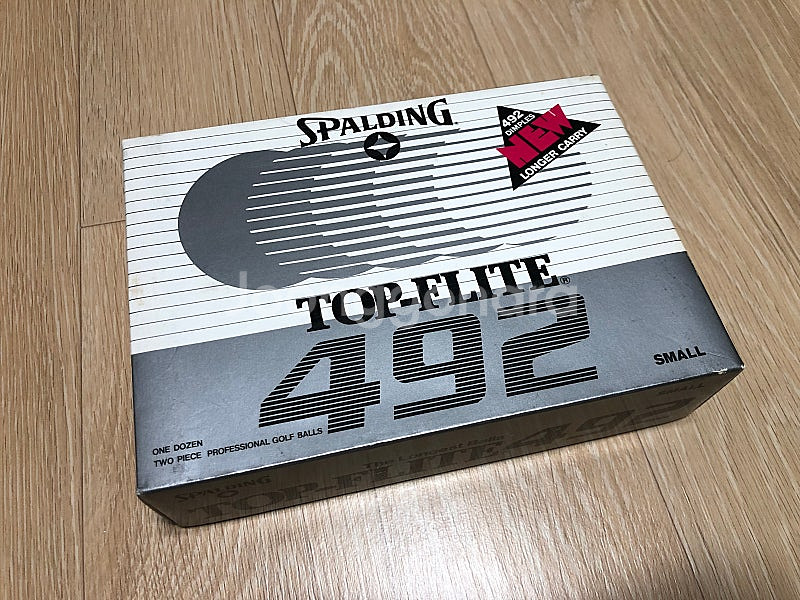 SPALDING
492
DIMPLES
NEW
LONGER CARRY
TOP-FLITE®
492
SMALL
ONE DOZEN
TWO PIECE PROFESSIONAL GOLF BALLS
SMALL
The Longest Balls
SPALDING
TOP-FLITE 492